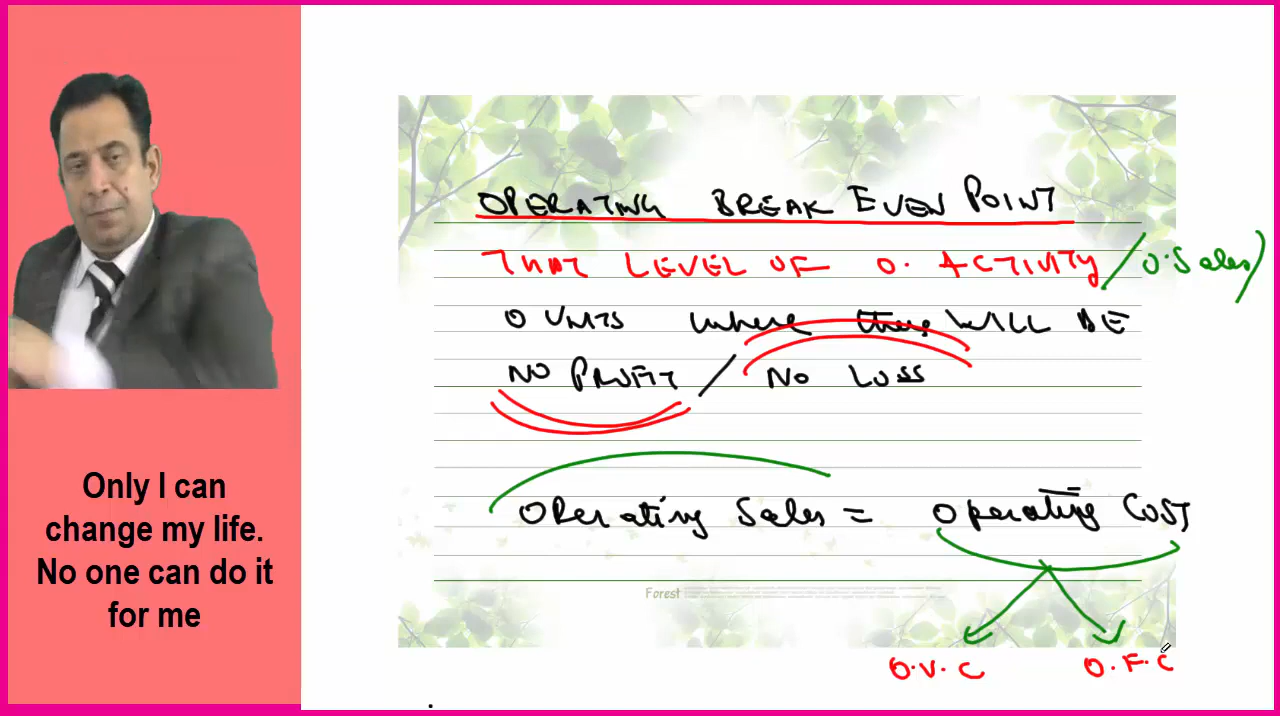 OPERATING BREAK EVEN POINT
THAT LEVEL OF O. ACTIVITY / O. Sales)
O UNITS where there WILL BE
NO PROFIT / NO LOSS
Operating Sales = Operating COST
Forest
O.V.C O.F.C
Only I can
change my life.
No one can do it
for me